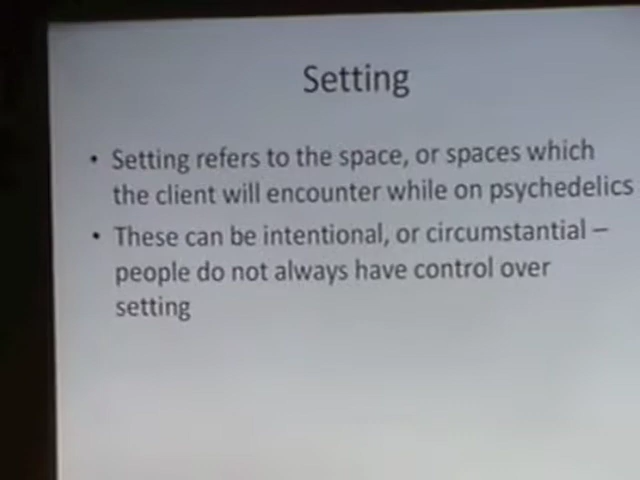 Setting
• Setting refers to the space, or spaces which
the client will encounter while on psychedelics
• These can be intentional, or circumstantial –
people do not always have control over
setting